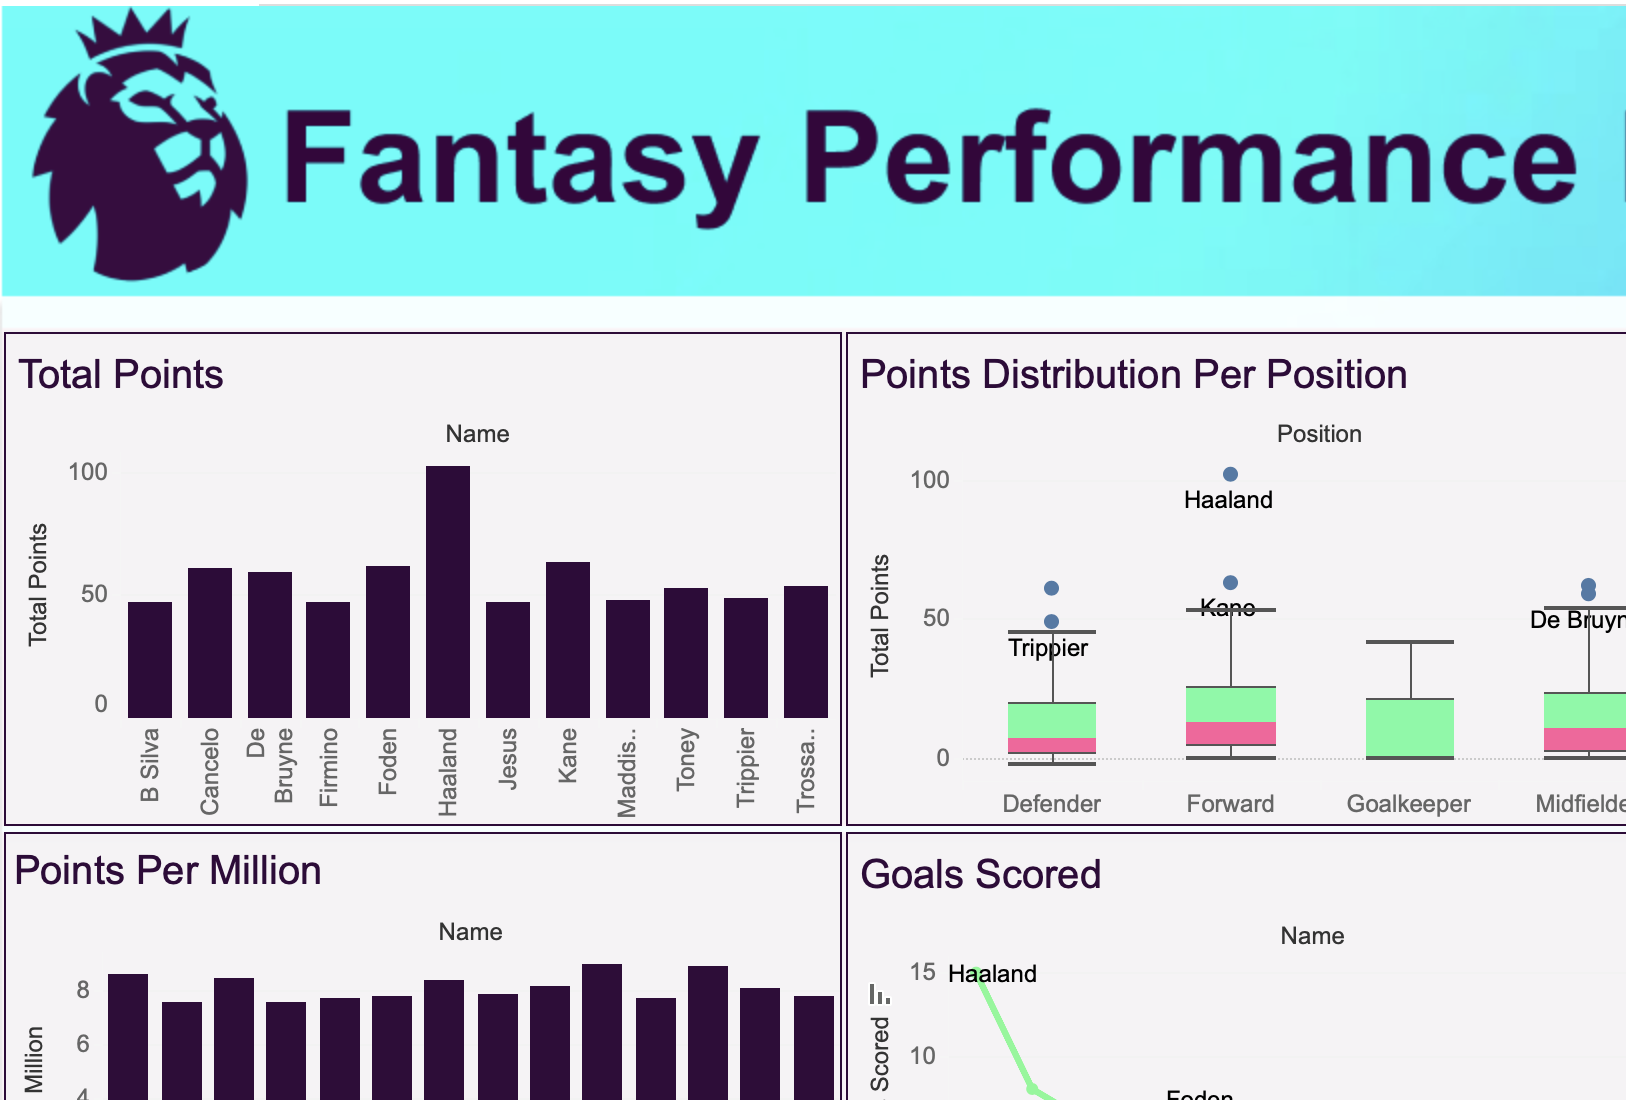 Fantasy Performance
Total Points
Name
Total Points
100
50
0
B Silva
Cancelo
De
Bruyne
Firmino
Foden
Haaland
Jesus
Kane
Maddis..
Toney
Trippier
Trossa..
Points Distribution Per Position
Position
Total Points
100
50
0
Haaland
Kane
Trippier
De Bruyn
Defender
Forward
Goalkeeper
Midfielde
Points Per Million
Name
Million
8
6
4
Goals Scored
Name
Scored
15
10
Haaland
Foden